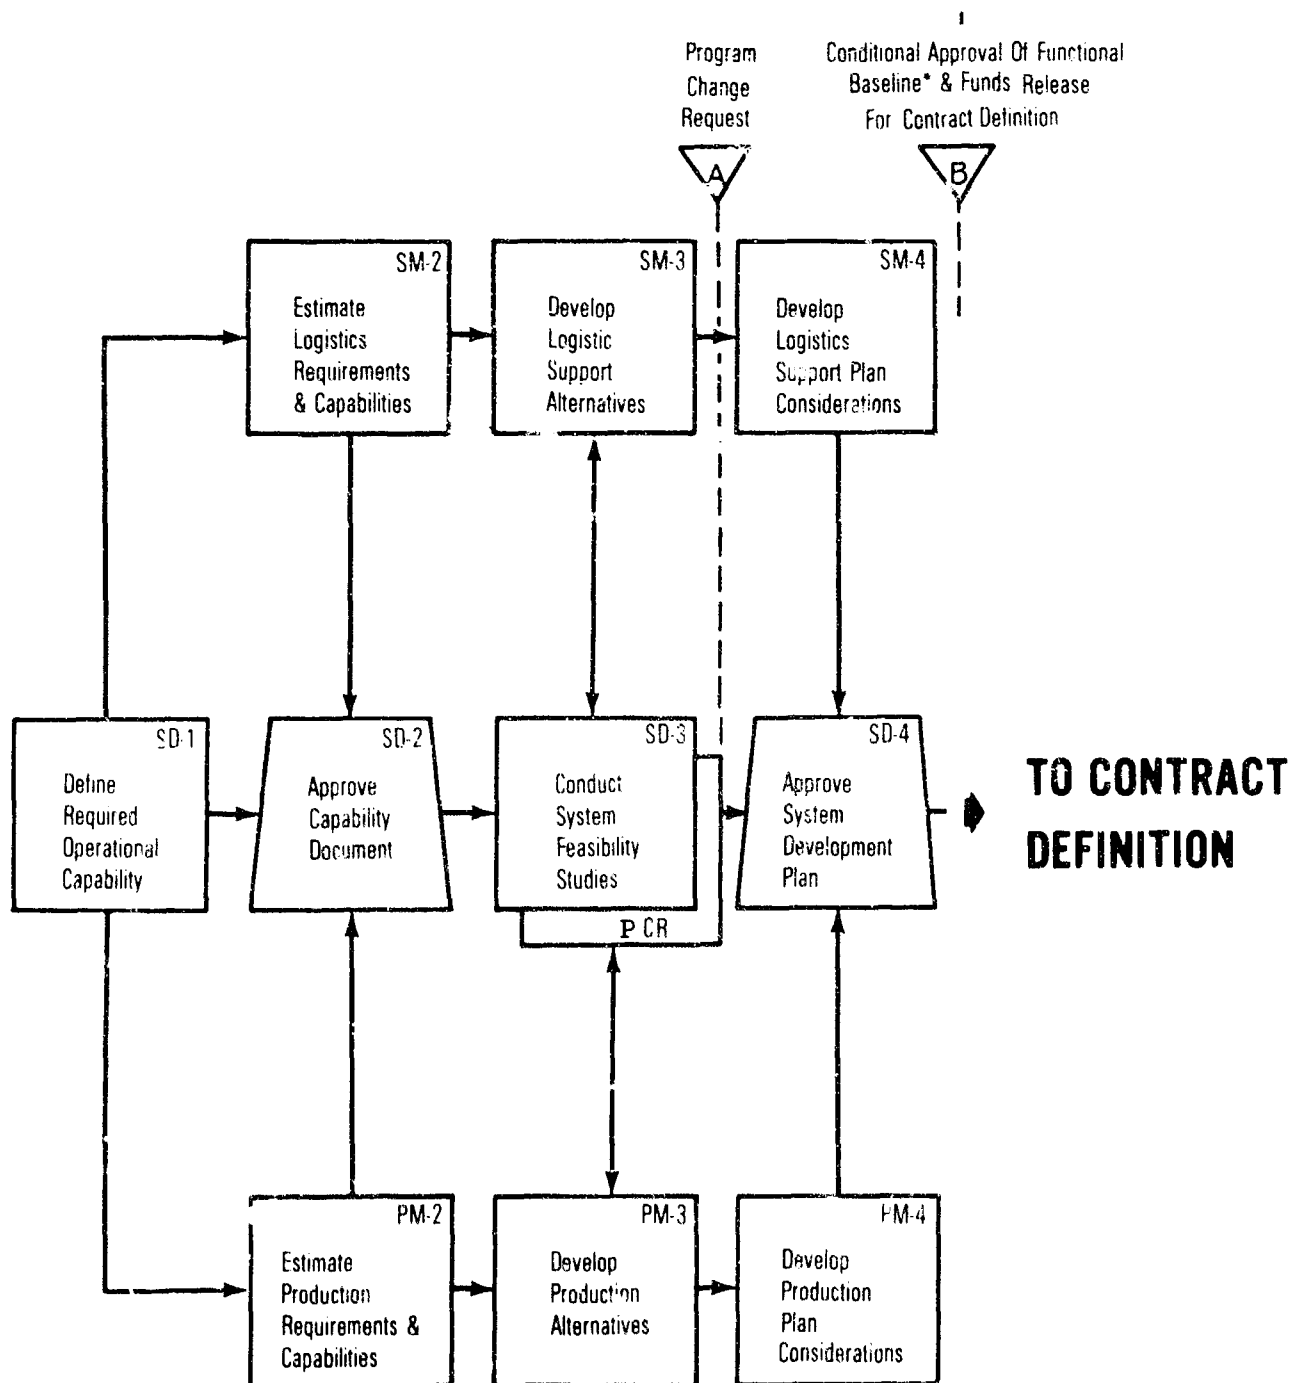 Program
Change
Request
A
Conditional Approval Of Functional
Baseline* & Funds Release
For Contract Definition
B
SM-2
Estimate
Logistics
Requirements
& Capabilities
SM-3
Develop
Logistic
Support
Alternatives
SM-4
Develop
Logistics
Support Plan
Considerations
SD-1
Define
Required
Operational
Capability
SD-2
Approve
Capability
Document
SD-3
Conduct
System
Feasibility
Studies
P CR
SD-4
Approve
System
Development
Plan
TO CONTRACT
DEFINITION
PM-2
Estimate
Production
Requirements &
Capabilities
PM-3
Develop
Production
Alternatives
PM-4
Develop
Production
Plan
Considerations